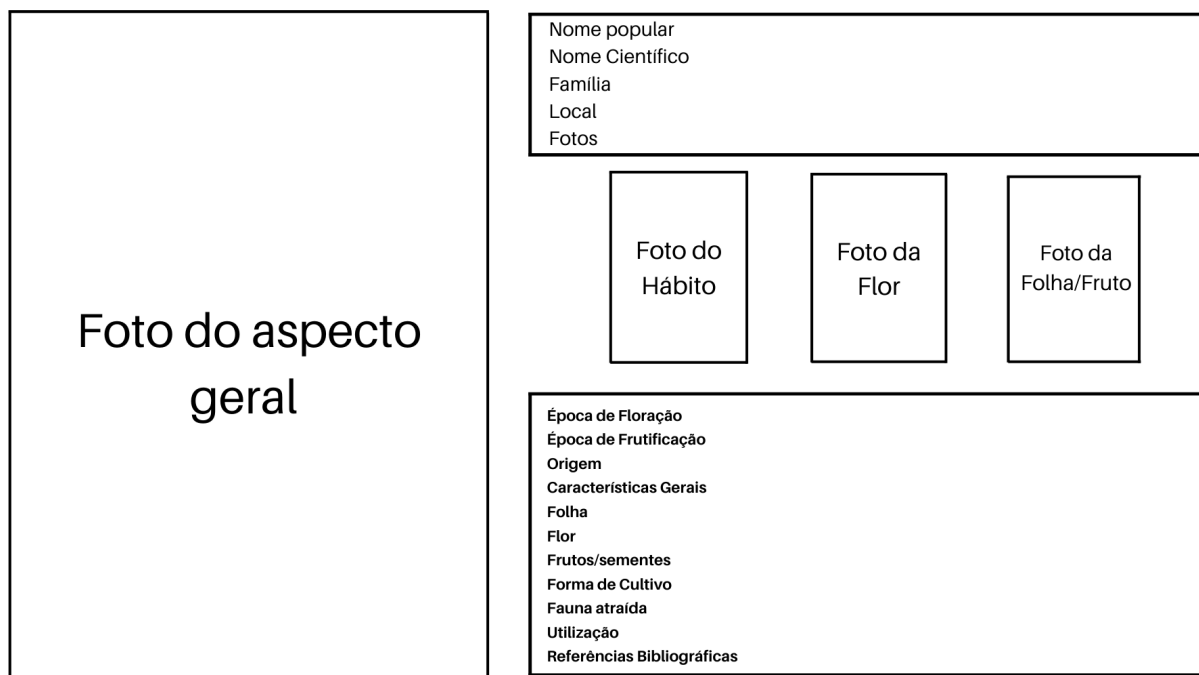 Foto do aspecto
geral
Nome popular
Nome Científico
Família
Local
Fotos
Foto do
Hábito
Foto da
Flor
Foto da
Folha/Fruto
Época de Floração
Época de Frutificação
Origem
Características Gerais
Folha
Flor
Frutos/sementes
Forma de Cultivo
Fauna atraída
Utilização
Referências Bibliográficas